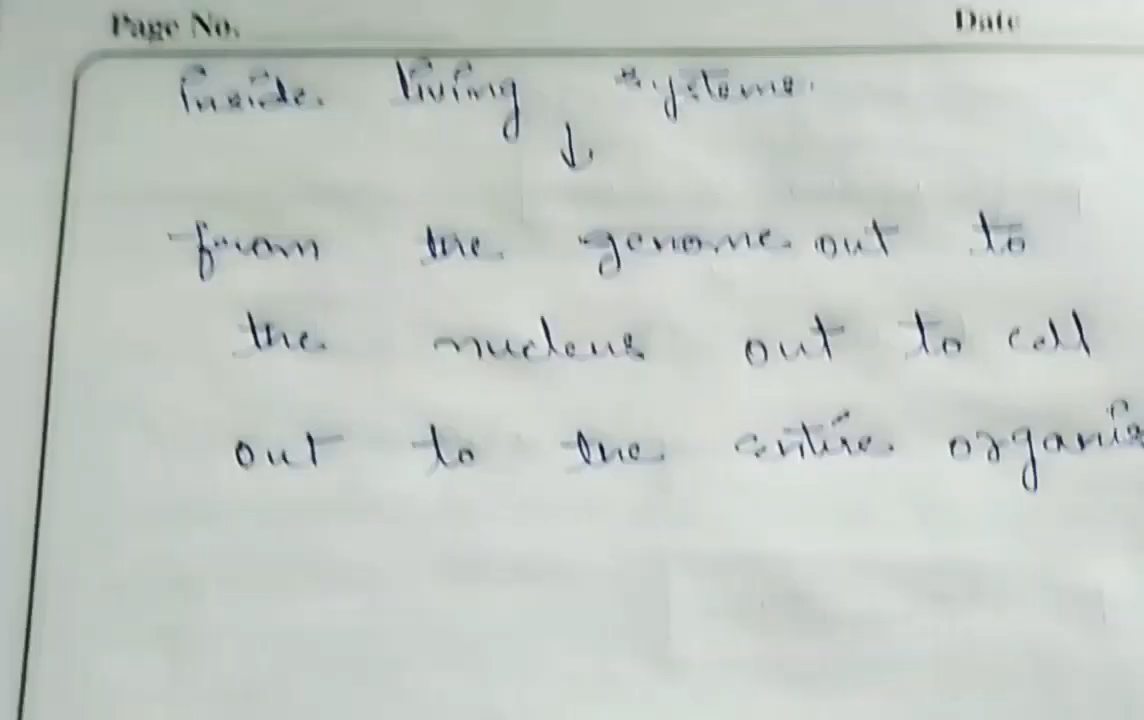 Page No. Date
inside living systems.
↓
from the genome out to
the nucleus out to cell
out to the entire organis